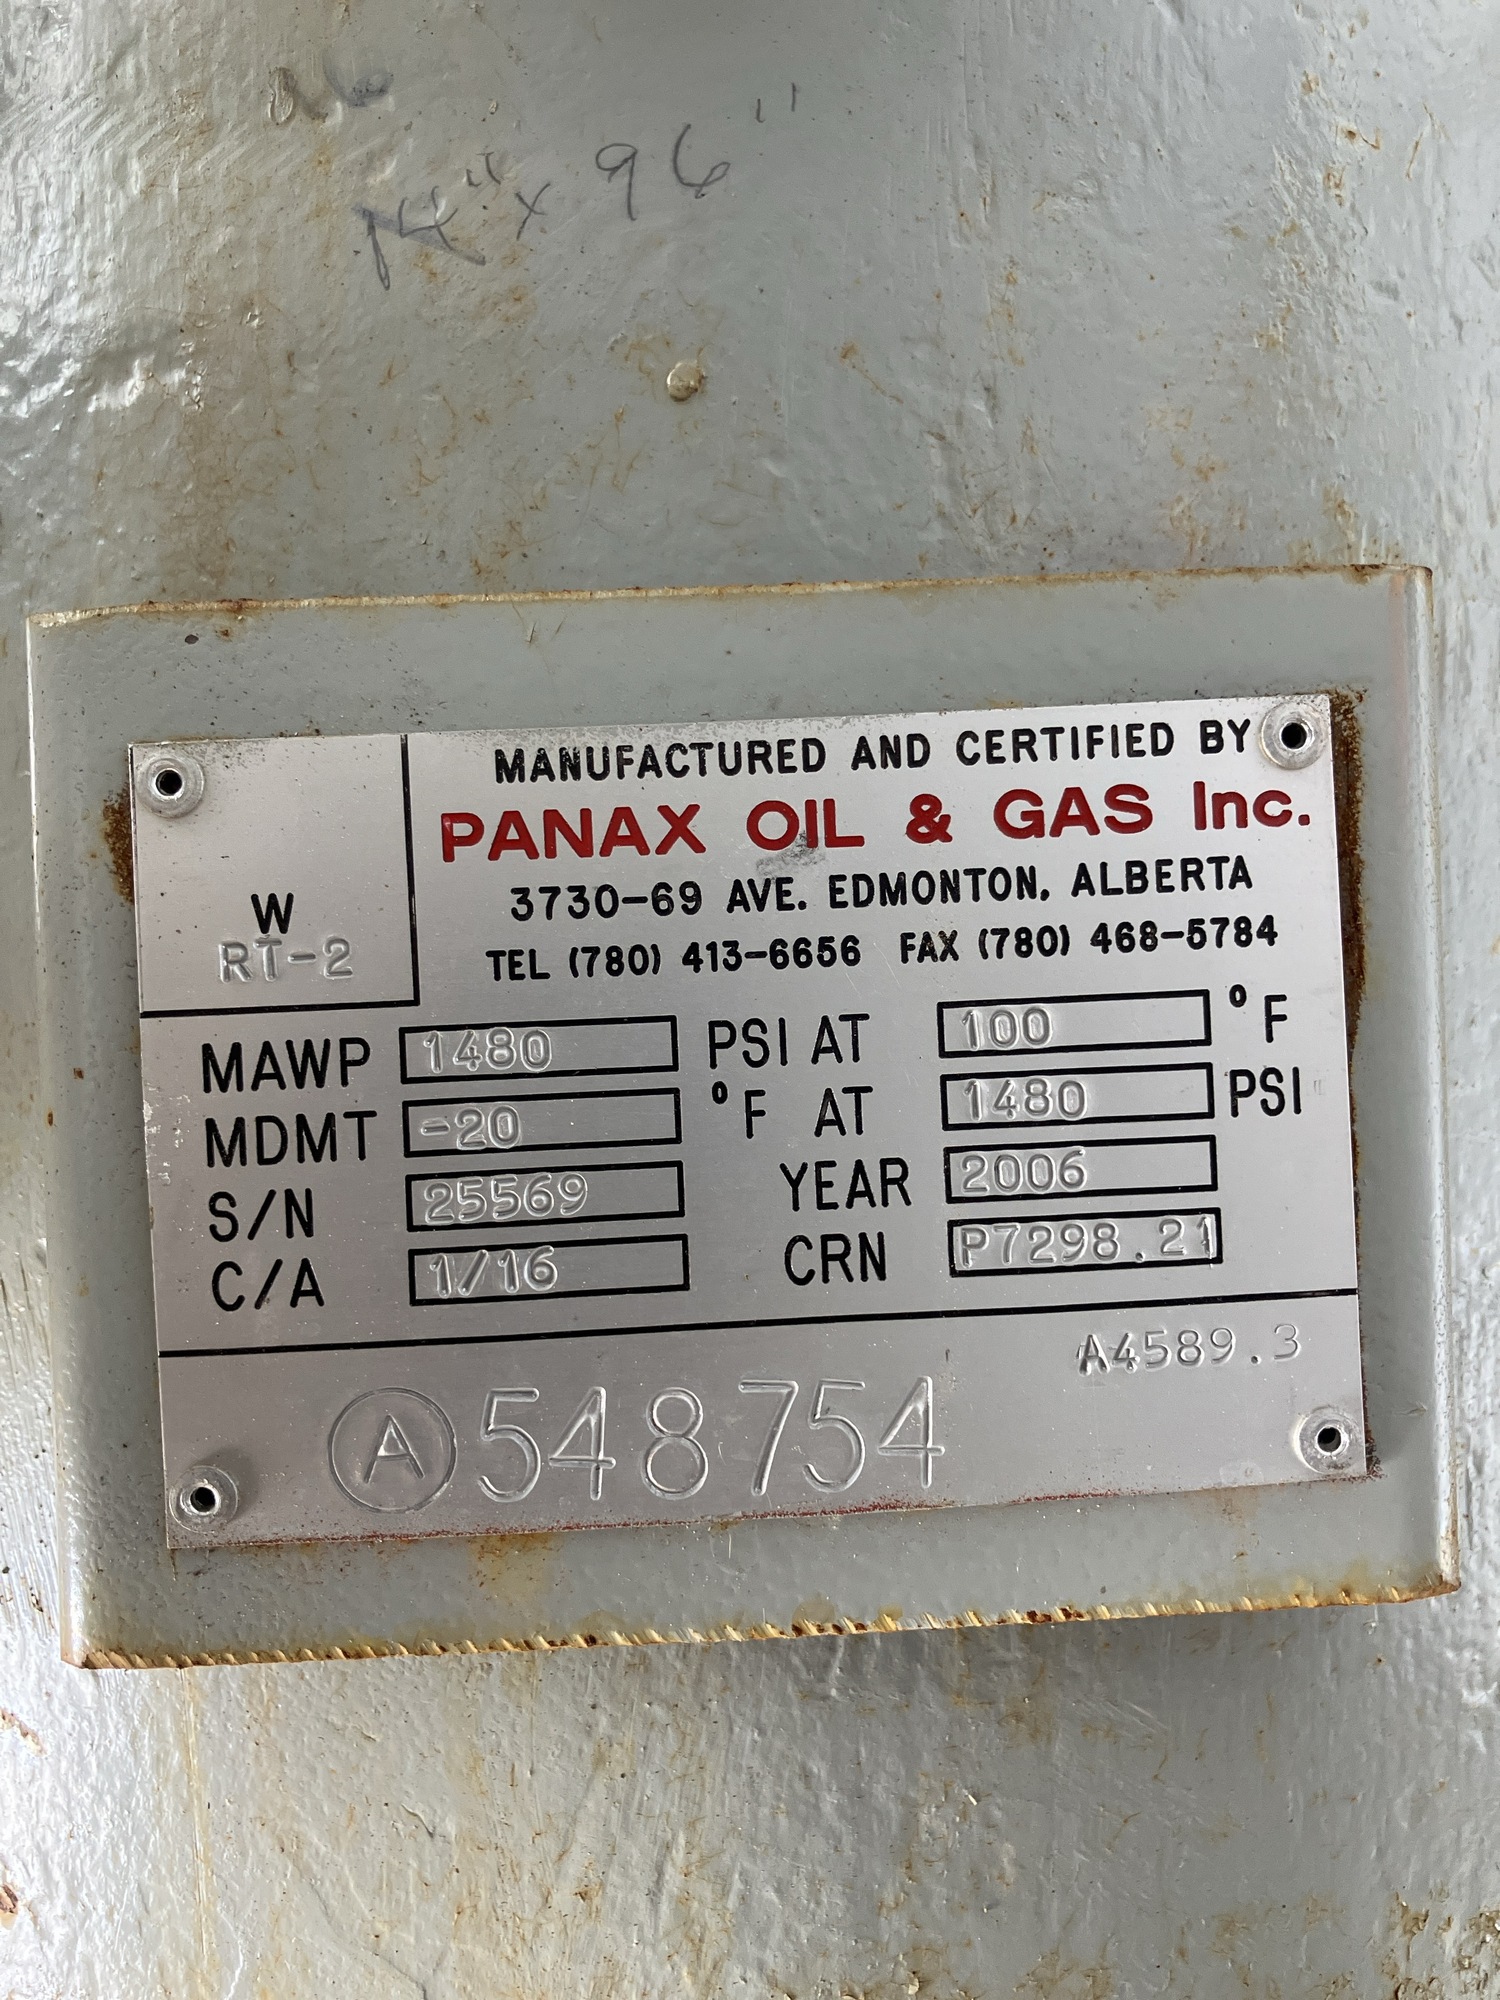 14" x 96"
MANUFACTURED AND CERTIFIED BY
PANAX OIL & GAS Inc.
3730-69 AVE. EDMONTON, ALBERTA
TEL (780) 413-6656 FAX (780) 468-5784
W
RT-2
MAWP 1480 PSI AT 100 °F
MDMT -20 °F AT 1480 PSI
S/N 25569 YEAR 2006
C/A 1/16 CRN P7298.21
A4589.3
Ⓐ 548754